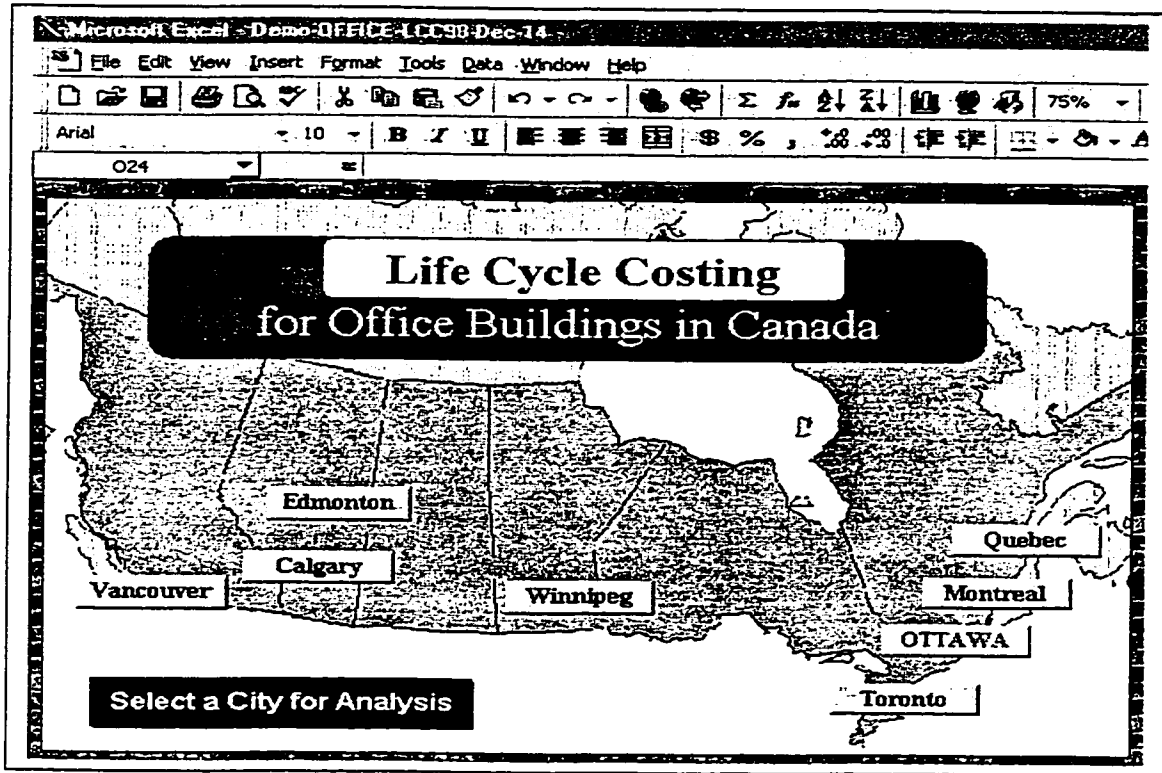 Microsoft Excel - Demo-OFFICE-LCC98-Dec-14
File Edit View Insert Format Tools Data Window Help
75%
Arial 10 B I U $ % , A
O24 =
Life Cycle Costing
for Office Buildings in Canada
Edmonton
Quebec
Calgary
Vancouver
Winnipeg
Montreal
OTTAWA
Select a City for Analysis
Toronto